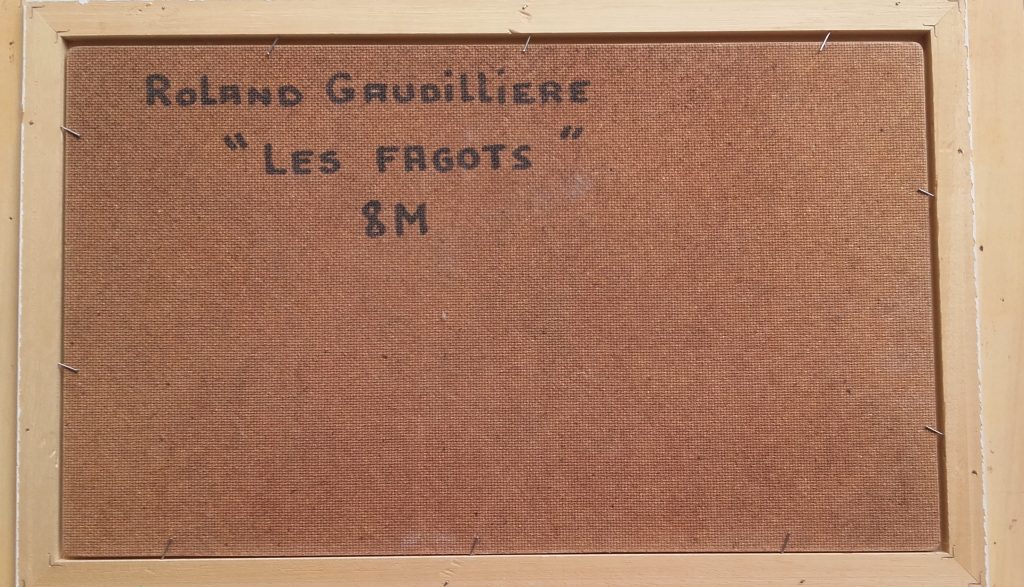 ROLAND GAUDILLIERE
"LES FAGOTS"
8M